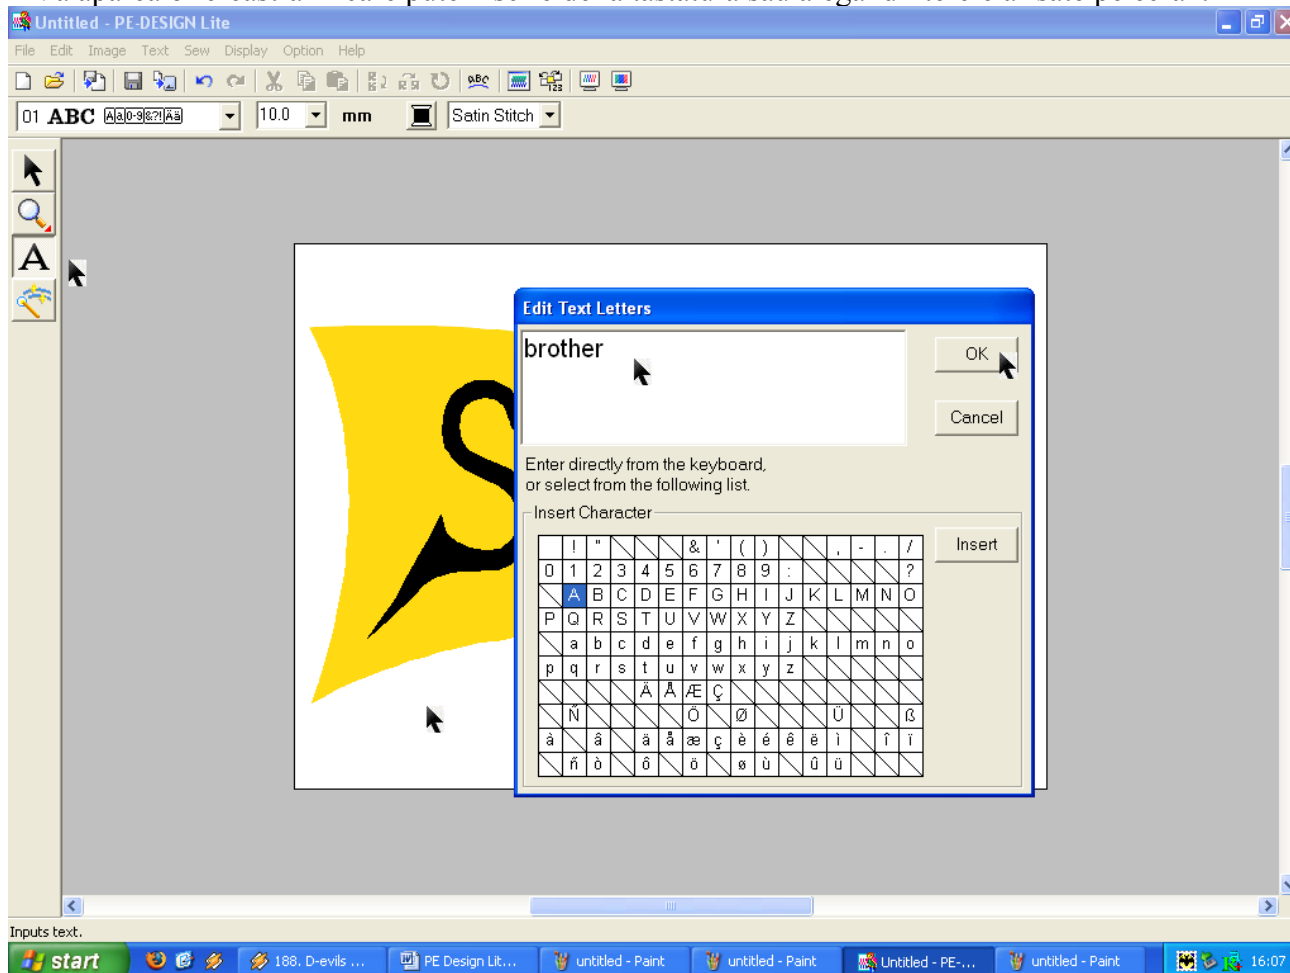 Untitled - PE-DESIGN Lite
File Edit Image Text Sew Display Option Help
01 ABC Aa0-9&?!Ää 10.0 mm Satin Stitch
A
Edit Text Letters
brother
OK
Cancel
Enter directly from the keyboard,
or select from the following list.
Insert Character
Insert
! " & ' ( ) , - . /
0 1 2 3 4 5 6 7 8 9 : ?
A B C D E F G H I J K L M N O
P Q R S T U V W X Y Z
a b c d e f g h i j k l m n o
p q r s t u v w x y z
Ä Å Æ Ç
Ñ Ö Ø Ü ß
à â ä å æ ç è é ê ë ì î ï
ñ ò ô ö ø ù û ü
S
Inputs text.
start 188. D-evils ... PE Design Lit... untitled - Paint untitled - Paint Untitled - PE-... untitled - Paint 16:07